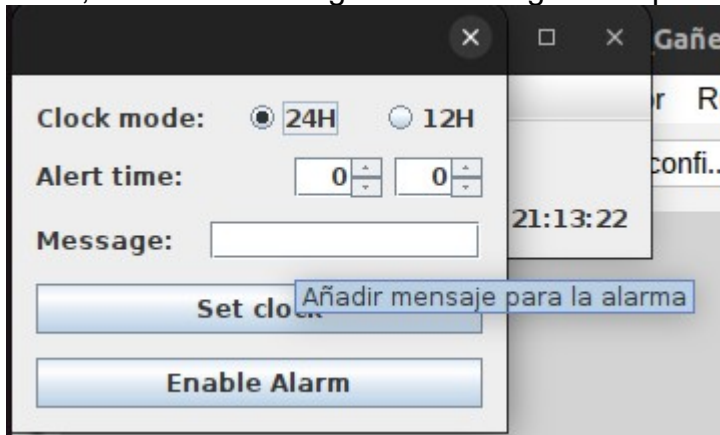 Gañe
Clock mode: 24H 12H
r R
Alert time: 0 0
confi..
Message:
21:13:22
Añadir mensaje para la alarma
Set clock
Enable Alarm